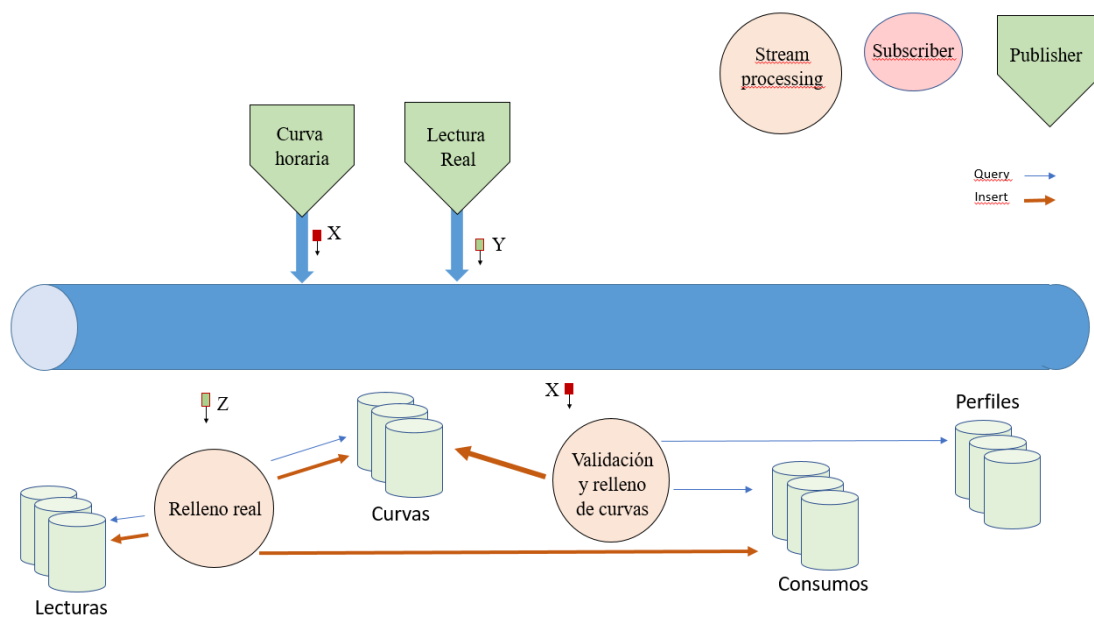 Stream
processing
Subscriber
Publisher
Curva
horaria
Lectura
Real
Query
Insert
X
Y
Z
X
Perfiles
Validación
y relleno
de curvas
Relleno real
Curvas
Consumos
Lecturas